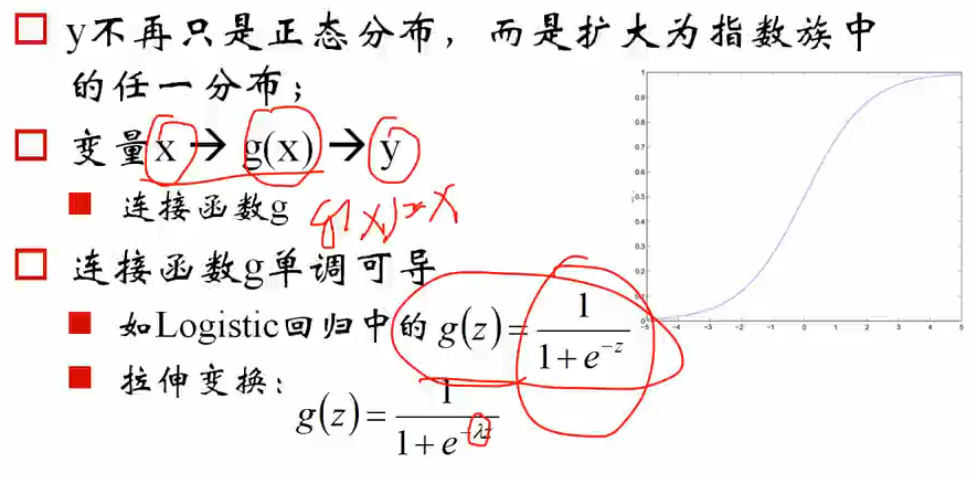 y不再只是正态分布，而是扩大为指数族中
的任一分布；
变量x → g(x) → y
连接函数g
g(x)=x
连接函数g单调可导
如Logistic回归中的 g(z)=1/(1+e^{-z})
拉伸变换：
g(z)=1/(1+e^{-λz})
1
0.9
0.8
0.7
0.6
0.5
0.4
0.3
0.2
0.1
0
-5 -4 -3 -2 -1 0 1 2 3 4 5